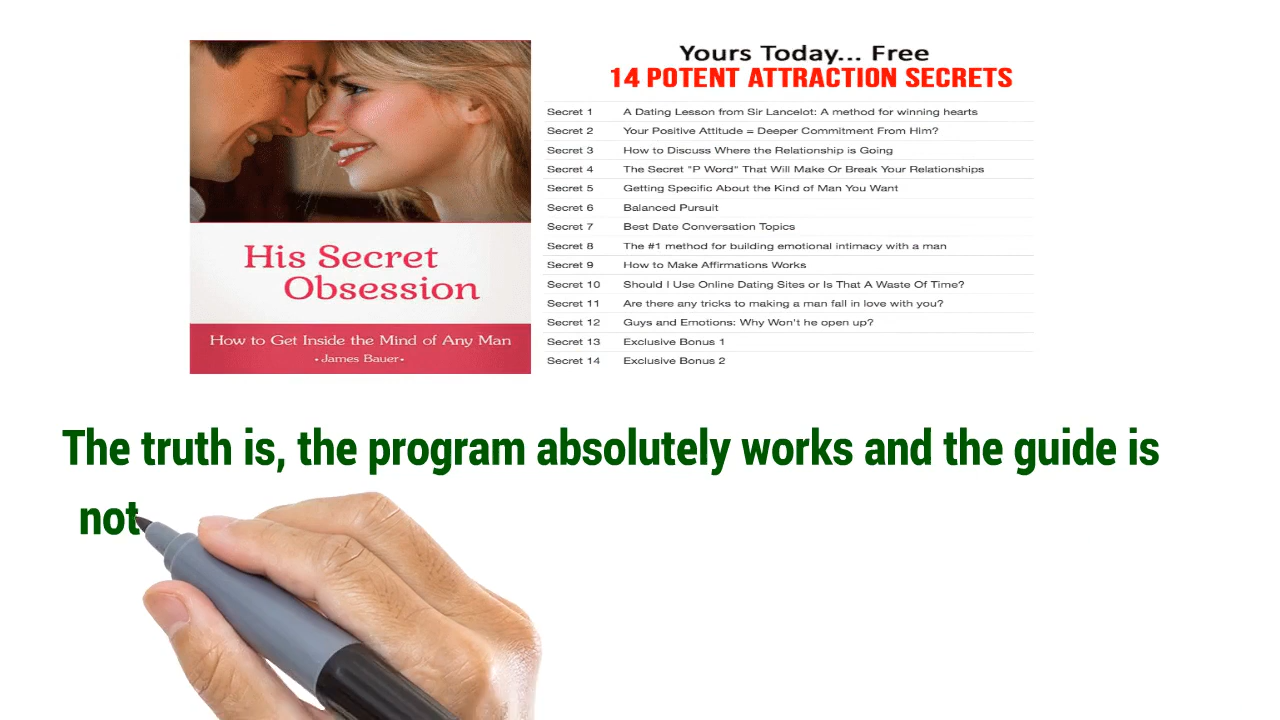 His Secret
Obsession
How to Get Inside the Mind of Any Man
• James Bauer •
Yours Today... Free
14 POTENT ATTRACTION SECRETS
Secret 1 A Dating Lesson from Sir Lancelot: A method for winning hearts
Secret 2 Your Positive Attitude = Deeper Commitment From Him?
Secret 3 How to Discuss Where the Relationship is Going
Secret 4 The Secret "P Word" That Will Make Or Break Your Relationships
Secret 5 Getting Specific About the Kind of Man You Want
Secret 6 Balanced Pursuit
Secret 7 Best Date Conversation Topics
Secret 8 The #1 method for building emotional intimacy with a man
Secret 9 How to Make Affirmations Works
Secret 10 Should I Use Online Dating Sites or Is That A Waste Of Time?
Secret 11 Are there any tricks to making a man fall in love with you?
Secret 12 Guys and Emotions: Why Won't he open up?
Secret 13 Exclusive Bonus 1
Secret 14 Exclusive Bonus 2
The truth is, the program absolutely works and the guide is
not